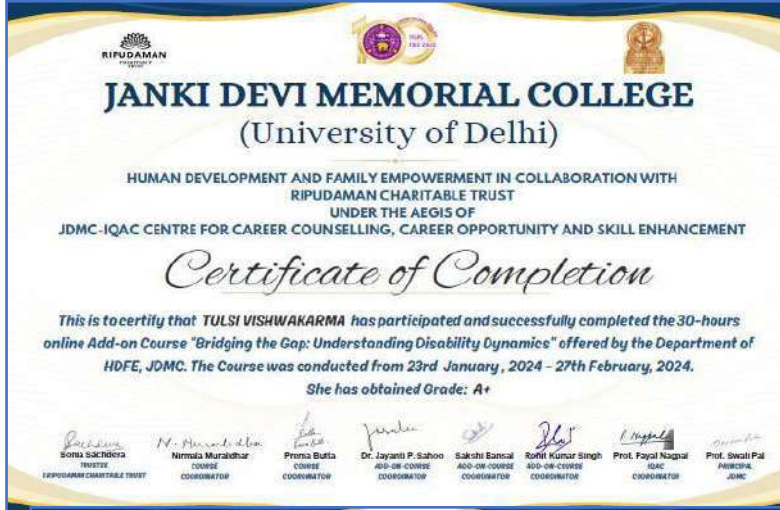 RIPUDAMAN
CHARITABLE
TRUST
JANKI DEVI MEMORIAL COLLEGE
(University of Delhi)
HUMAN DEVELOPMENT AND FAMILY EMPOWERMENT IN COLLABORATION WITH
RIPUDAMAN CHARITABLE TRUST
UNDER THE AEGIS OF
JDMC-IQAC CENTRE FOR CAREER COUNSELLING, CAREER OPPORTUNITY AND SKILL ENHANCEMENT
Certificate of Completion
This is to certify that TULSI VISHWAKARMA has participated and successfully completed the 30-hours
online Add-on Course "Bridging the Gap: Understanding Disability Dynamics" offered by the Department of
HDFE, JDMC. The Course was conducted from 23rd January, 2024 - 27th February, 2024.
She has obtained Grade: A+
N. Muralidhar
P. Nagpal
Sonia Sachdeva Nirmala Muralidhar Prema Butta Dr. Jayanti P. Sahoo Sakshi Bansal Rohit Kumar Singh Prof. Payal Nagpal Prof. Swati Pal
TRUSTEE COURSE COURSE ADD-ON-COURSE ADD-ON-COURSE ADD-ON-COURSE IQAC PRINCIPAL
RIPUDAMAN CHARITABLE TRUST COORDINATOR COORDINATOR COORDINATOR COORDINATOR COORDINATOR COORDINATOR JDMC